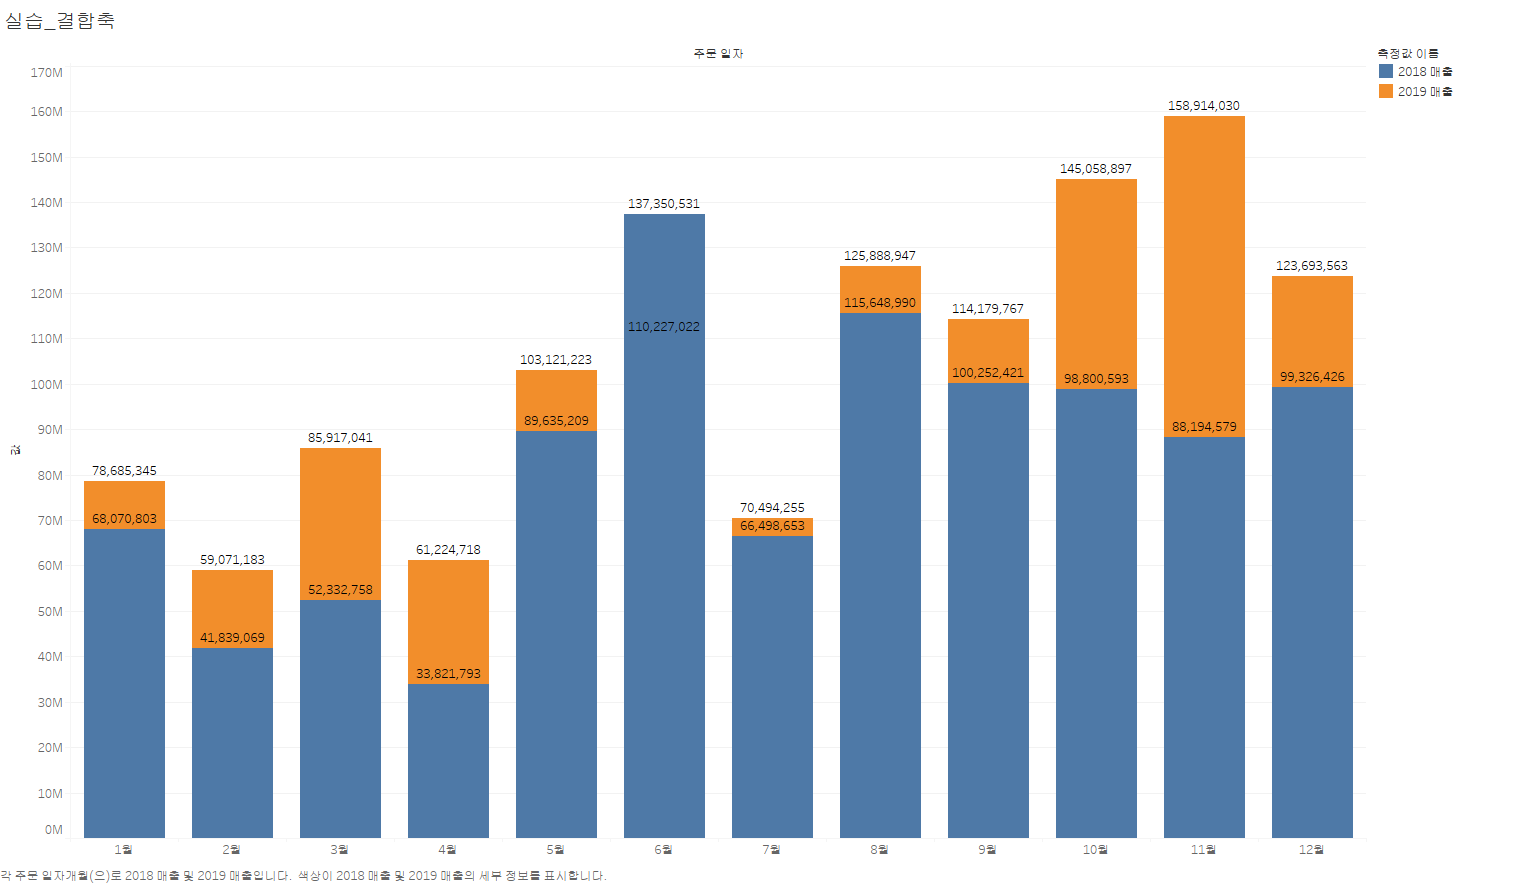 실습_결합축
주문 일자
측정값 이름
2018 매출
2019 매출
값
170M
160M
150M
140M
130M
120M
110M
100M
90M
80M
70M
60M
50M
40M
30M
20M
10M
0M
78,685,345
68,070,803
59,071,183
41,839,069
85,917,041
52,332,758
61,224,718
33,821,793
103,121,223
89,635,209
137,350,531
110,227,022
70,494,255
66,498,653
125,888,947
115,648,990
114,179,767
100,252,421
145,058,897
98,800,593
158,914,030
88,194,579
123,693,563
99,326,426
1월 2월 3월 4월 5월 6월 7월 8월 9월 10월 11월 12월
각 주문 일자개월(으)로 2018 매출 및 2019 매출입니다. 색상이 2018 매출 및 2019 매출의 세부 정보를 표시합니다.